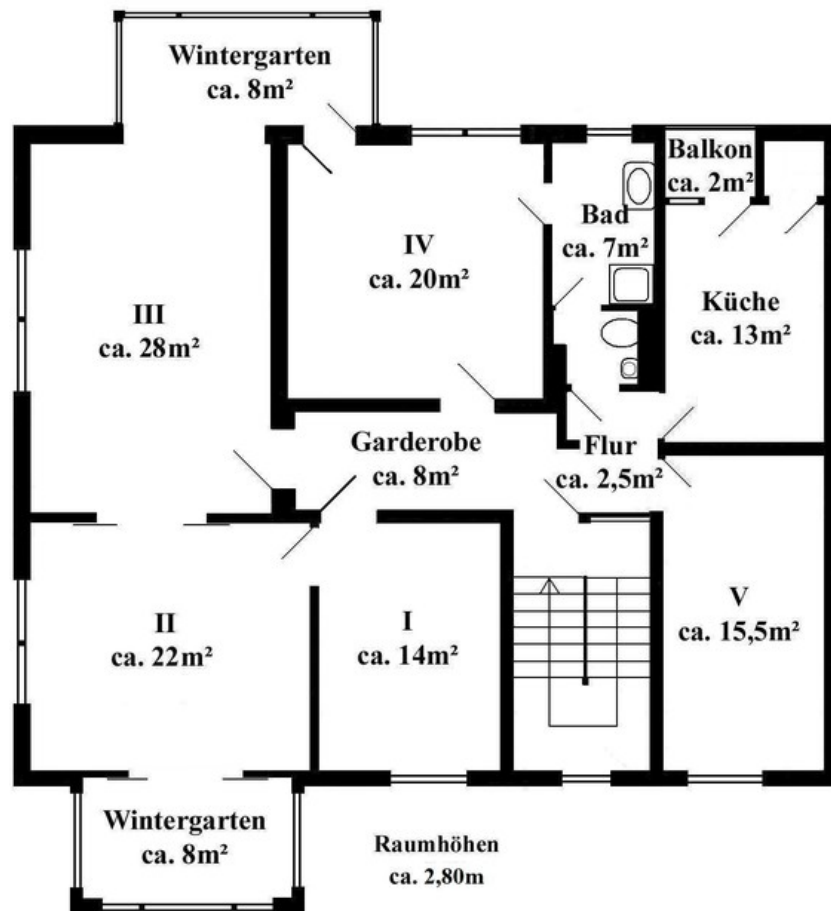 Wintergarten
ca. 8m²
Balkon
ca. 2m²
Bad
ca. 7m²
IV
ca. 20m²
III
ca. 28m²
Küche
ca. 13m²
Garderobe
ca. 8m²
Flur
ca. 2,5m²
II
ca. 22m²
I
ca. 14m²
V
ca. 15,5m²
Wintergarten
ca. 8m²
Raumhöhen
ca. 2,80m